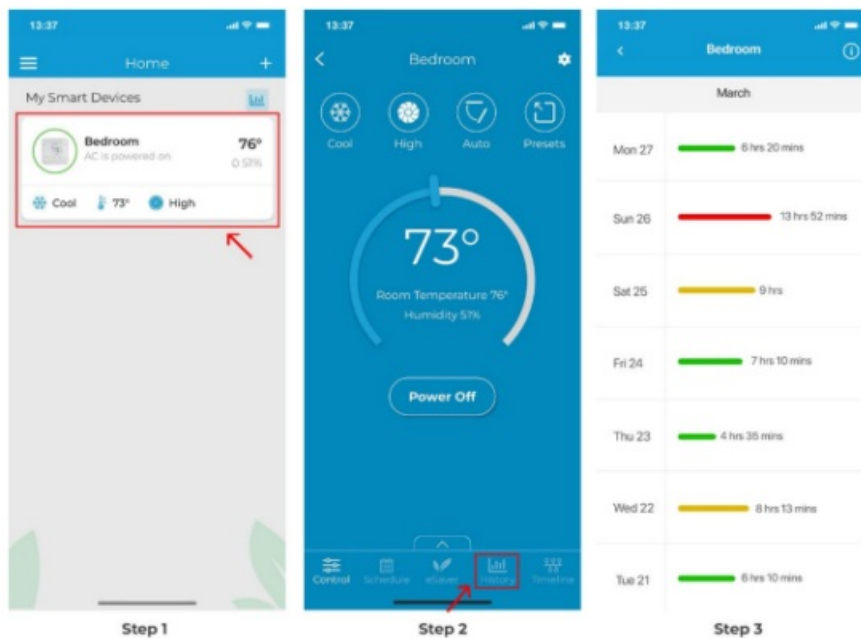 13:37
Home
My Smart Devices
Bedroom
AC is powered on
76°
51%
Cool
73°
High
Step 1
13:37
Bedroom
Cool
High
Auto
Presets
73°
Room Temperature 76°
Humidity 51%
Power Off
Control
Schedule
eSaver
History
Timeline
Step 2
13:37
Bedroom
March
Mon 27
6 hrs 20 mins
Sun 26
13 hrs 52 mins
Sat 25
9 hrs
Fri 24
7 hrs 10 mins
Thu 23
4 hrs 35 mins
Wed 22
8 hrs 13 mins
Tue 21
6 hrs 10 mins
Step 3